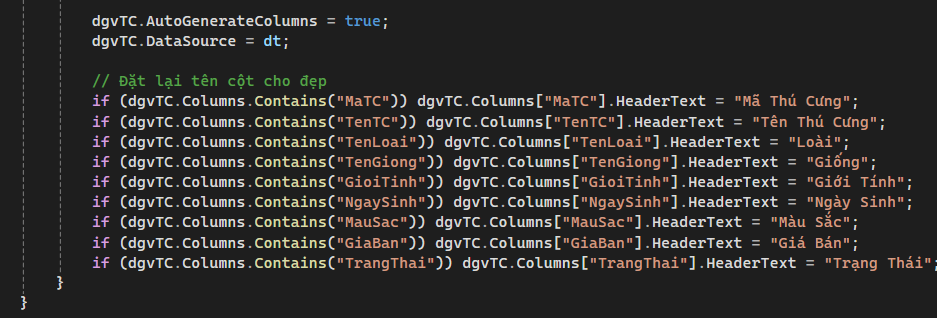 dgvTC.AutoGenerateColumns = true;
dgvTC.DataSource = dt;
// Đặt lại tên cột cho đẹp
if (dgvTC.Columns.Contains("MaTC")) dgvTC.Columns["MaTC"].HeaderText = "Mã Thú Cưng";
if (dgvTC.Columns.Contains("TenTC")) dgvTC.Columns["TenTC"].HeaderText = "Tên Thú Cưng";
if (dgvTC.Columns.Contains("TenLoai")) dgvTC.Columns["TenLoai"].HeaderText = "Loài";
if (dgvTC.Columns.Contains("TenGiong")) dgvTC.Columns["TenGiong"].HeaderText = "Giống";
if (dgvTC.Columns.Contains("GioiTinh")) dgvTC.Columns["GioiTinh"].HeaderText = "Giới Tính";
if (dgvTC.Columns.Contains("NgaySinh")) dgvTC.Columns["NgaySinh"].HeaderText = "Ngày Sinh";
if (dgvTC.Columns.Contains("MauSac")) dgvTC.Columns["MauSac"].HeaderText = "Màu Sắc";
if (dgvTC.Columns.Contains("GiaBan")) dgvTC.Columns["GiaBan"].HeaderText = "Giá Bán";
if (dgvTC.Columns.Contains("TrangThai")) dgvTC.Columns["TrangThai"].HeaderText = "Trạng Thái";
}
}